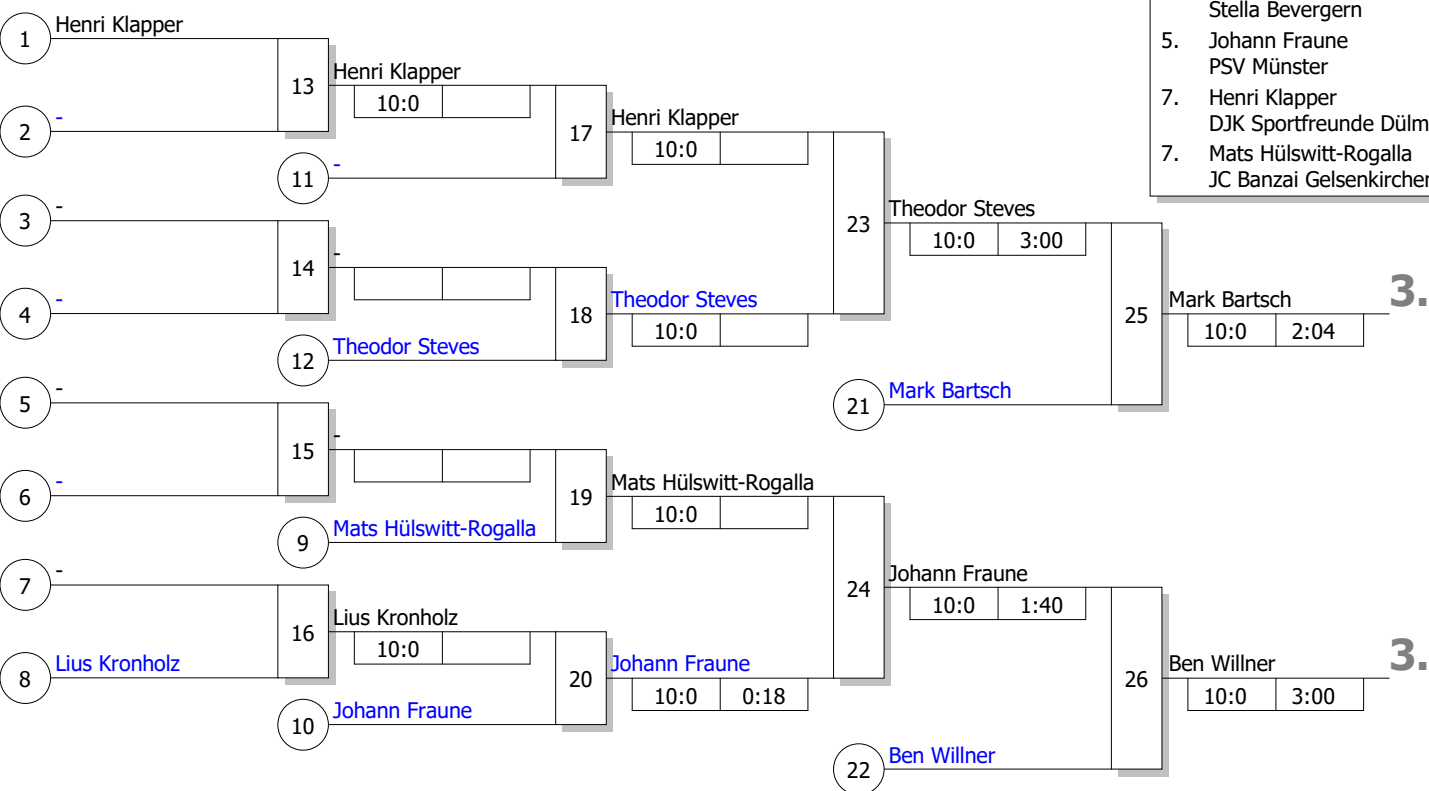 Stella Bevergern
5. Johann Fraune
PSV Münster
7. Henri Klapper
DJK Sportfreunde Dülm
7. Mats Hülswitt-Rogalla
JC Banzai Gelsenkircher
1 Henri Klapper
13 Henri Klapper
10:0
2 -
17 Henri Klapper
10:0
11 -
3 -
23 Theodor Steves
10:0 3:00
14 -
4 -
18 Theodor Steves
10:0
12 Theodor Steves
25 Mark Bartsch 3.
10:0 2:04
5 -
21 Mark Bartsch
15 -
6 -
19 Mats Hülswitt-Rogalla
10:0
9 Mats Hülswitt-Rogalla
7 -
24 Johann Fraune
10:0 1:40
16 Lius Kronholz
10:0
8 Lius Kronholz
20 Johann Fraune
10:0 0:18
10 Johann Fraune
26 Ben Willner 3.
10:0 3:00
22 Ben Willner